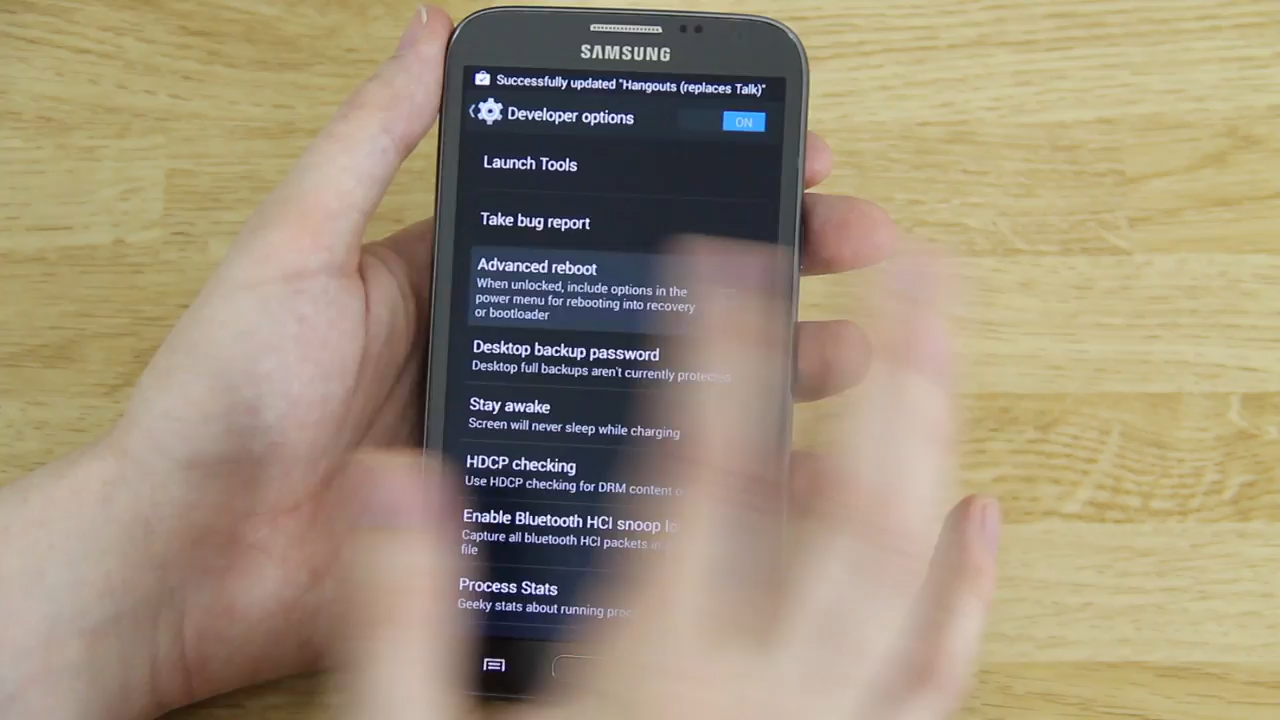 SAMSUNG
Successfully updated "Hangouts (replaces Talk)"
Developer options
ON
Launch Tools
Take bug report
Advanced reboot
When unlocked, include options in the
power menu for rebooting into recovery
or bootloader
Desktop backup password
Desktop full backups aren't currently protected
Stay awake
Screen will never sleep while charging
HDCP checking
Use HDCP checking for DRM content
Enable Bluetooth HCI snoop
Capture all bluetooth HCI packets in
file
Process Stats
Geeky stats about running